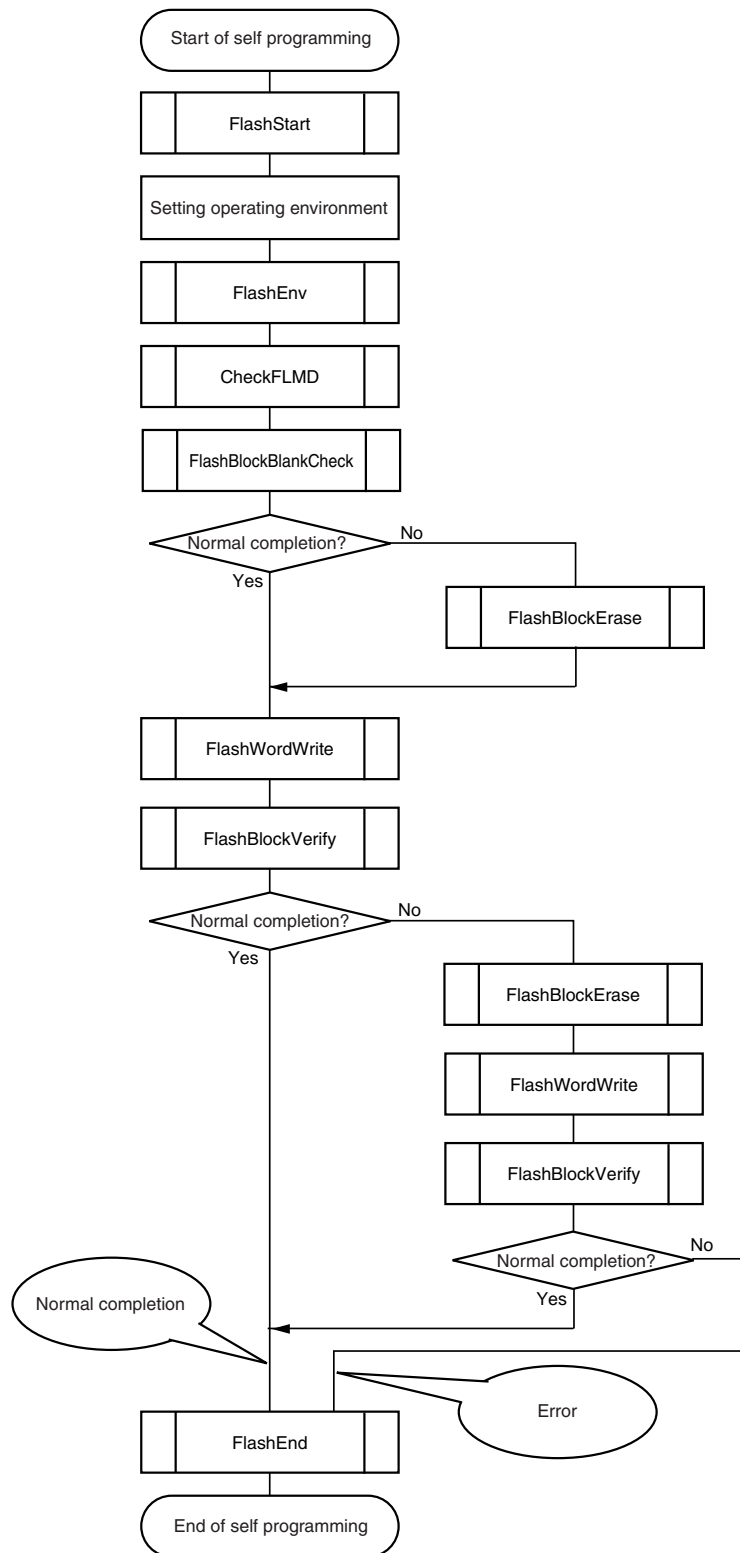 Start of self programming
FlashStart
Setting operating environment
FlashEnv
CheckFLMD
FlashBlockBlankCheck
Normal completion?
No
Yes
FlashBlockErase
FlashWordWrite
FlashBlockVerify
Normal completion?
No
Yes
FlashBlockErase
FlashWordWrite
FlashBlockVerify
Normal completion?
No
Yes
Normal completion
Error
FlashEnd
End of self programming